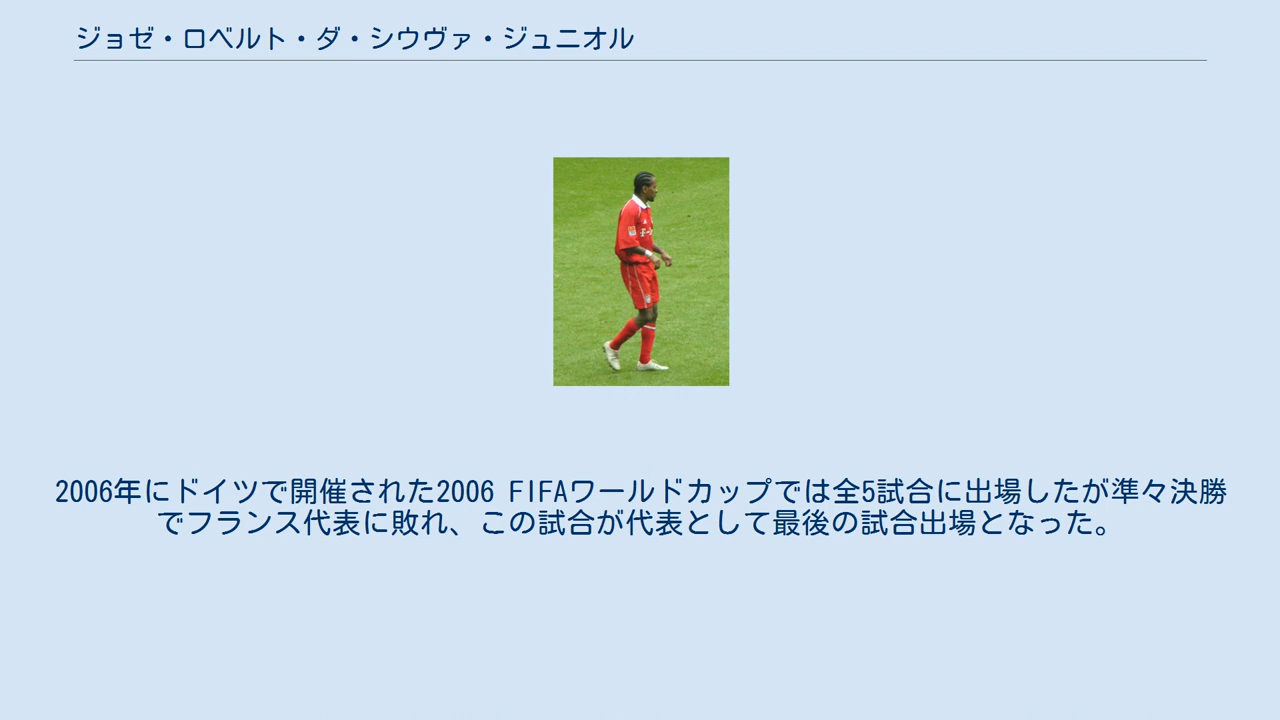 ジョゼ・ロベルト・ダ・シウヴァ・ジュニオル
2006年にドイツで開催された2006 FIFAワールドカップでは全5試合に出場したが準々決勝
でフランス代表に敗れ、この試合が代表として最後の試合出場となった。